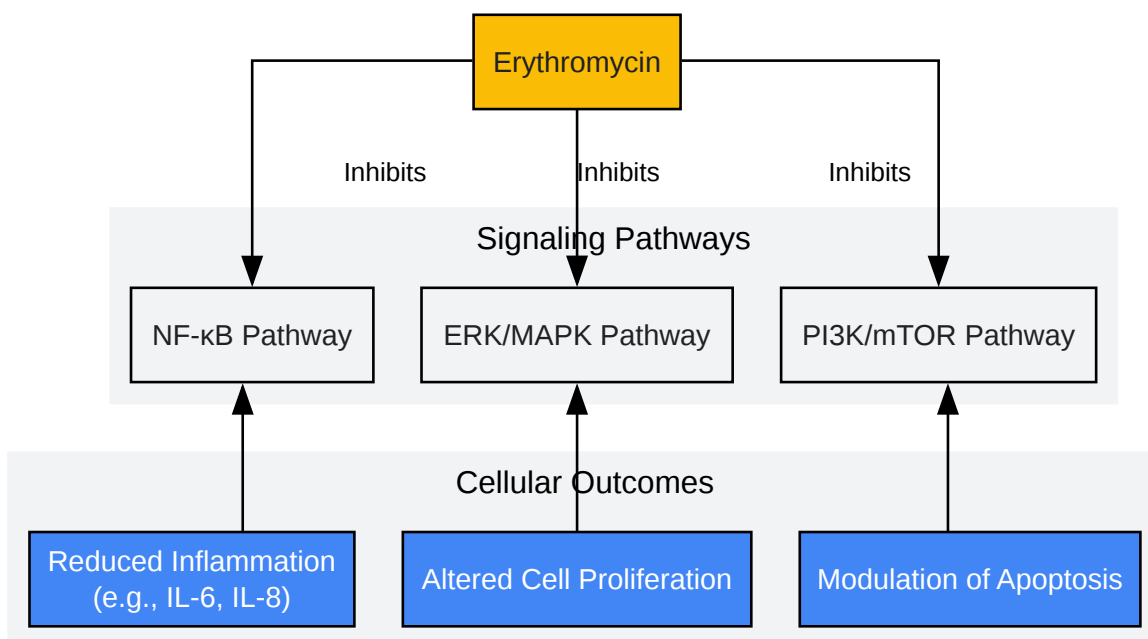 Erythromycin
Inhibits
Inhibits
Inhibits
Signaling Pathways
NF-κB Pathway
ERK/MAPK Pathway
PI3K/mTOR Pathway
Cellular Outcomes
Reduced Inflammation
(e.g., IL-6, IL-8)
Altered Cell Proliferation
Modulation of Apoptosis